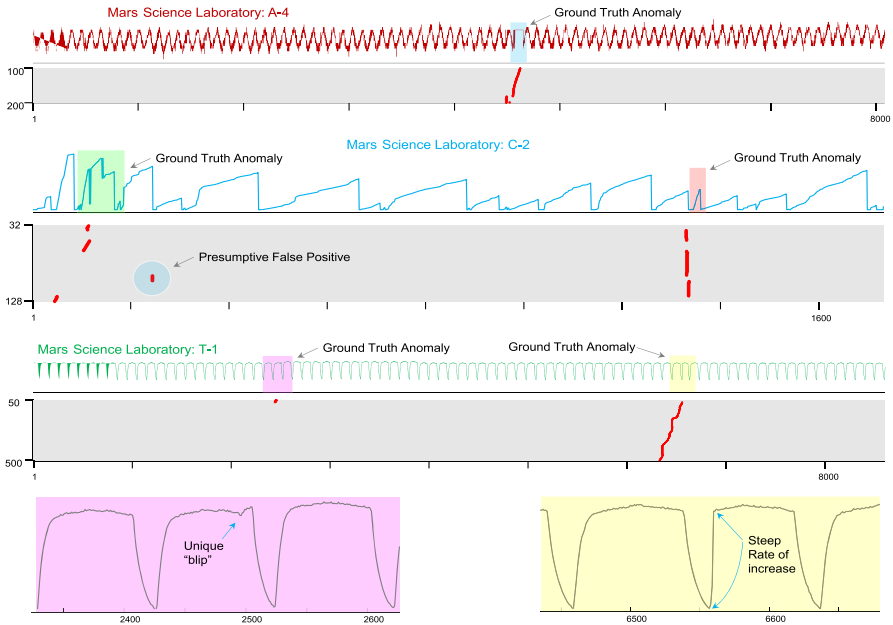 Mars Science Laboratory: A-4
Ground Truth Anomaly
100
200
1
8000
Mars Science Laboratory: C-2
Ground Truth Anomaly
Ground Truth Anomaly
32
Presumptive False Positive
128
1
1600
Mars Science Laboratory: T-1
Ground Truth Anomaly
Ground Truth Anomaly
50
500
1
8000
Unique
“blip”
2400
2500
2600
Steep
Rate of
increase
6500
6600